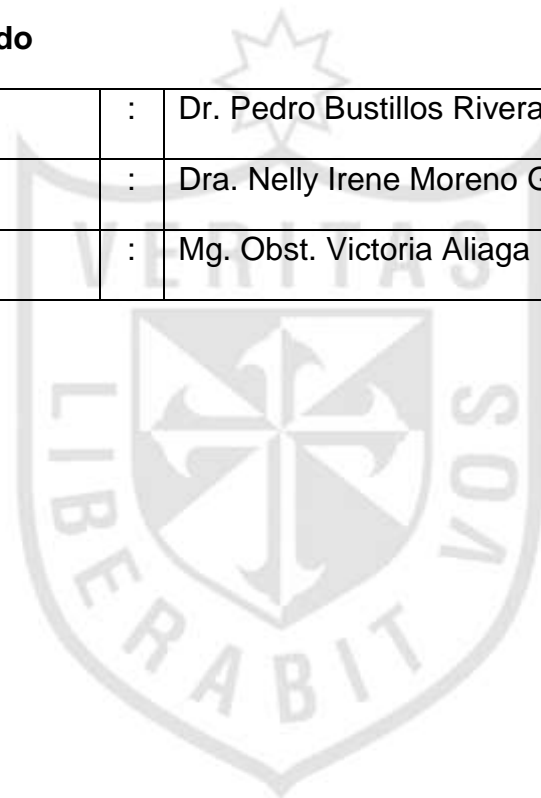 do
: Dr. Pedro Bustillos Rivera
: Dra. Nelly Irene Moreno G
: Mg. Obst. Victoria Aliaga
VERITAS
LIBERABIT VOS